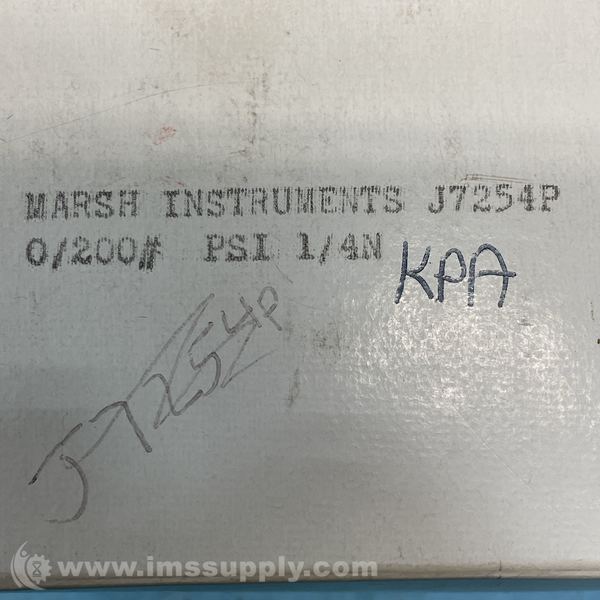 MARSH INSTRUMENTS J7254P
0/200# PSI 1/4N KPA
J7254P
www.imssupply.com